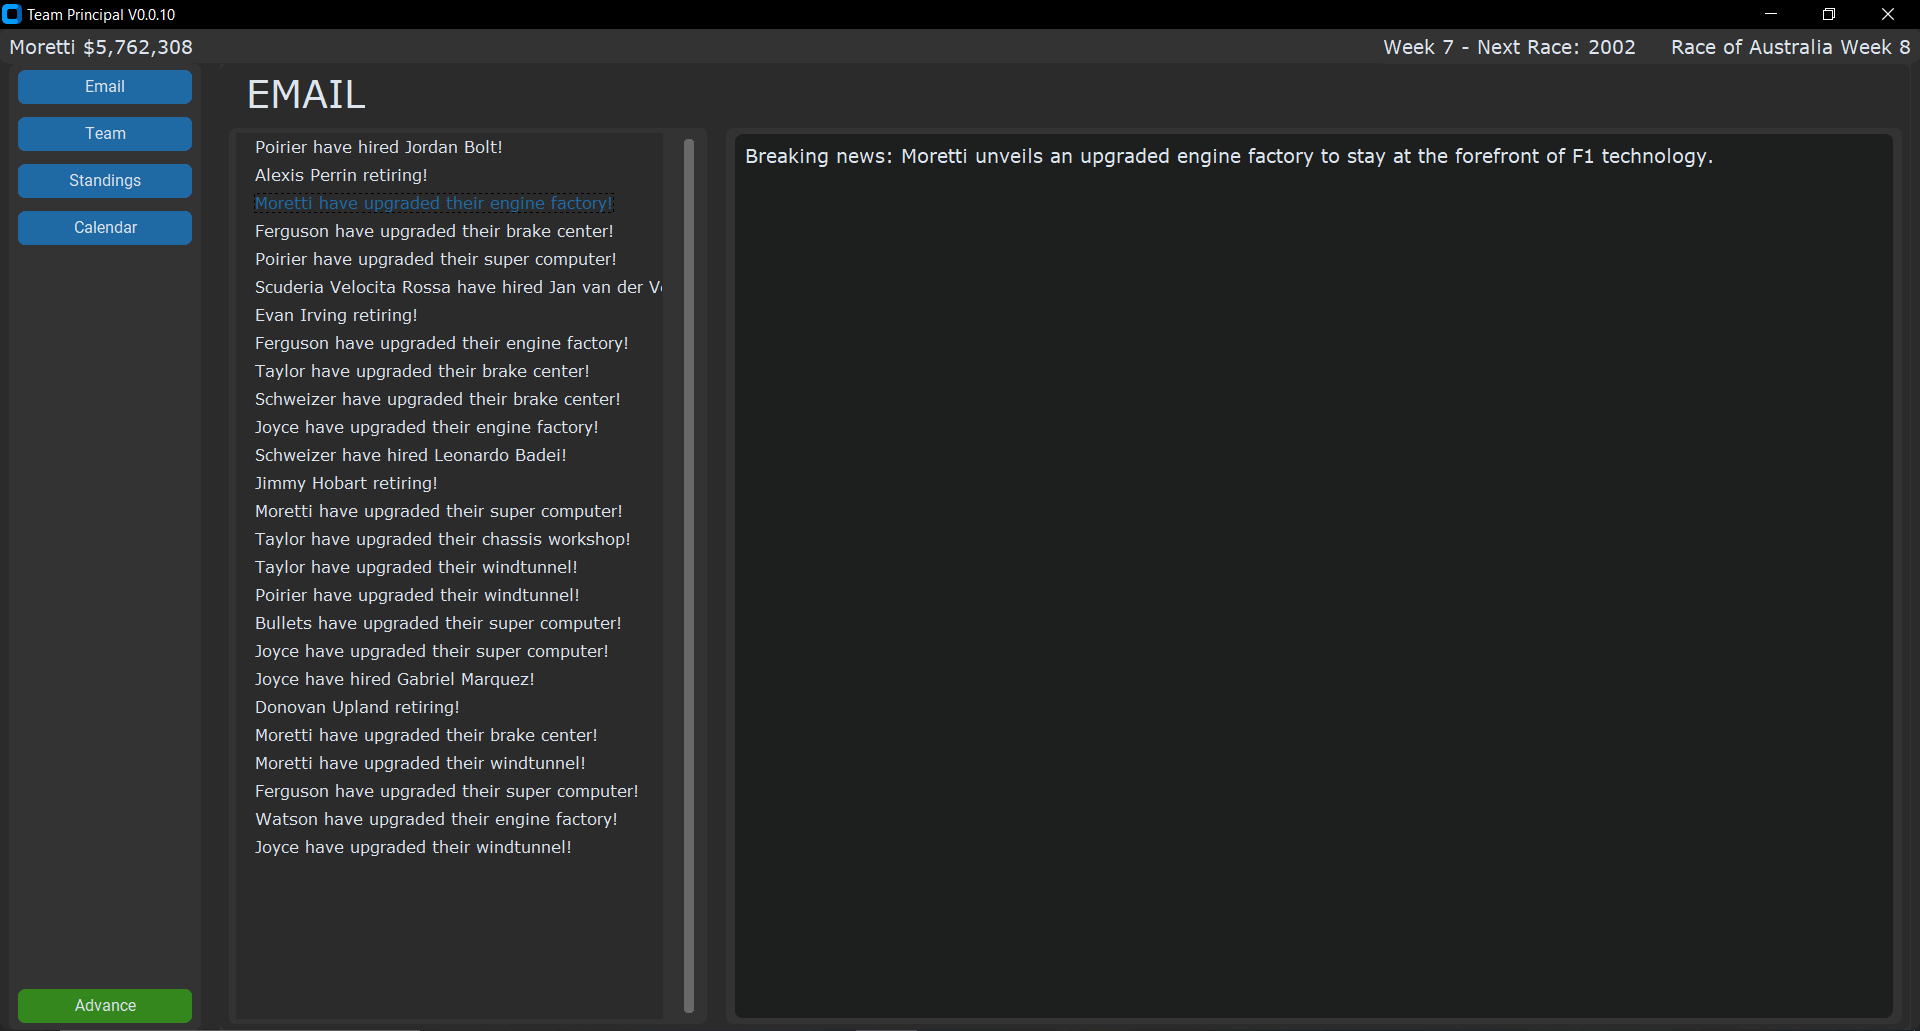 Team Principal V0.0.10
Moretti $5,762,308
Week 7 - Next Race: 2002 Race of Australia Week 8
Email
Team
Standings
Calendar
Advance
EMAIL
Poirier have hired Jordan Bolt!
Alexis Perrin retiring!
Moretti have upgraded their engine factory!
Ferguson have upgraded their brake center!
Poirier have upgraded their super computer!
Scuderia Velocita Rossa have hired Jan van der
Evan Irving retiring!
Ferguson have upgraded their engine factory!
Taylor have upgraded their brake center!
Schweizer have upgraded their brake center!
Joyce have upgraded their engine factory!
Schweizer have hired Leonardo Badei!
Jimmy Hobart retiring!
Moretti have upgraded their super computer!
Taylor have upgraded their chassis workshop!
Taylor have upgraded their windtunnel!
Poirier have upgraded their windtunnel!
Bullets have upgraded their super computer!
Joyce have upgraded their super computer!
Joyce have hired Gabriel Marquez!
Donovan Upland retiring!
Moretti have upgraded their brake center!
Moretti have upgraded their windtunnel!
Ferguson have upgraded their super computer!
Watson have upgraded their engine factory!
Joyce have upgraded their windtunnel!
Breaking news: Moretti unveils an upgraded engine factory to stay at the forefront of F1 technology.